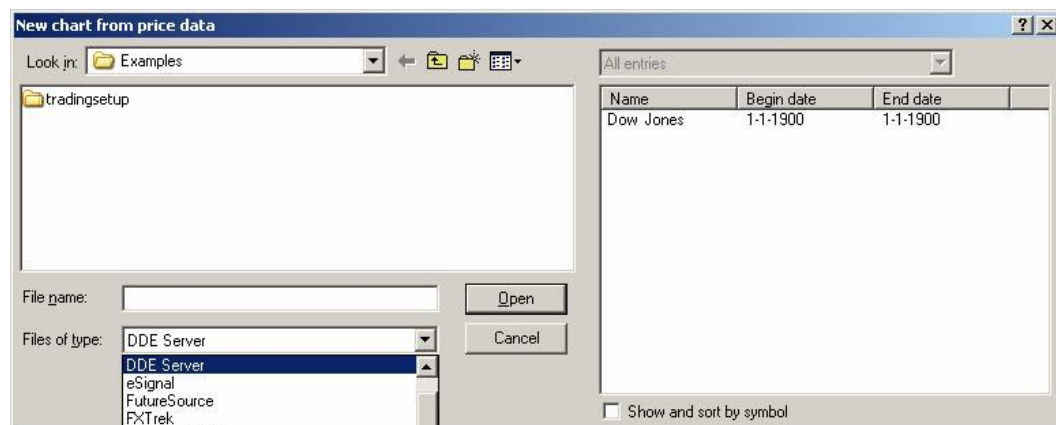 New chart from price data
Look in: Examples
All entries
tradingsetup
Name Begin date End date
Dow Jones 1-1-1900 1-1-1900
File name:
Open
Files of type: DDE Server
Cancel
DDE Server
eSignal
FutureSource
FXTrek
Show and sort by symbol